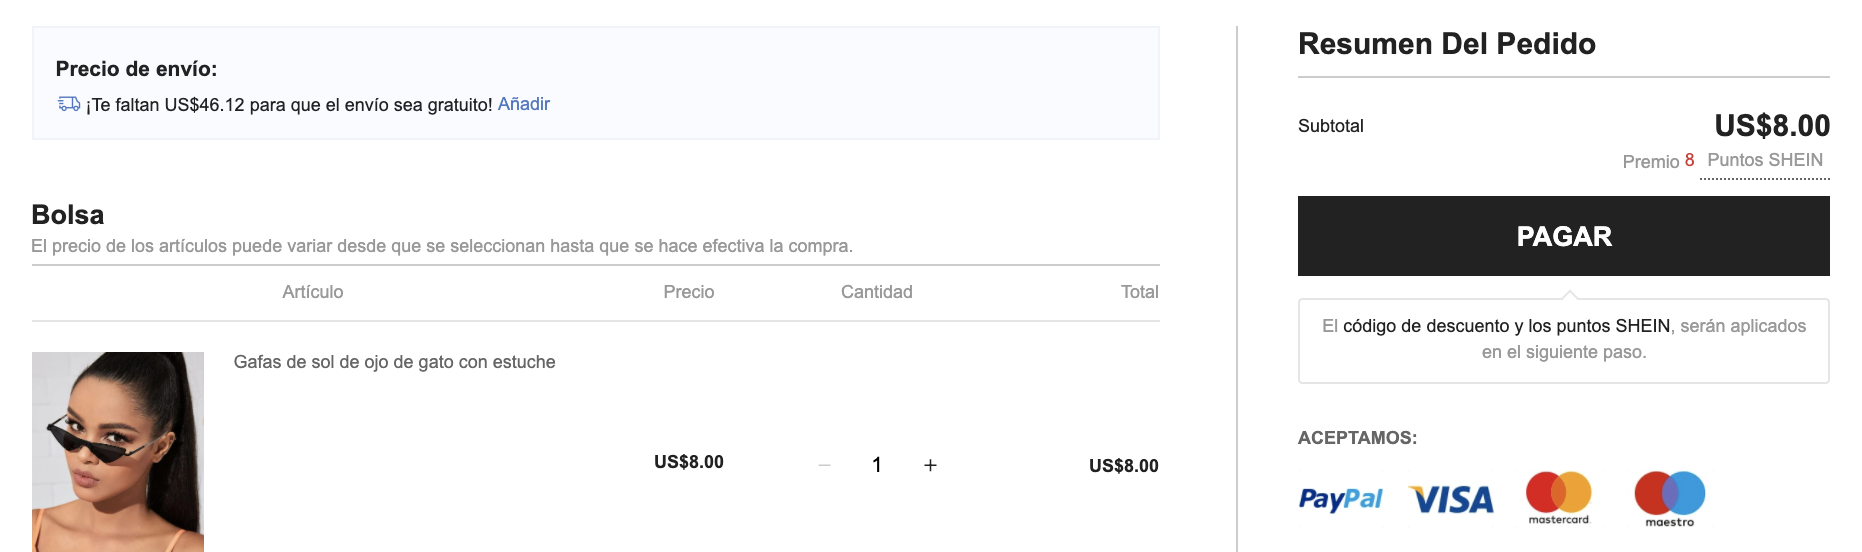 Precio de envío:
¡Te faltan US$46.12 para que el envío sea gratuito! Añadir
Bolsa
El precio de los artículos puede variar desde que se seleccionan hasta que se hace efectiva la compra.
Artículo Precio Cantidad Total
Gafas de sol de ojo de gato con estuche
US$8.00 − 1 + US$8.00
Resumen Del Pedido
Subtotal US$8.00
Premio 8 Puntos SHEIN
PAGAR
El código de descuento y los puntos SHEIN, serán aplicados
en el siguiente paso.
ACEPTAMOS:
PayPal VISA mastercard maestro